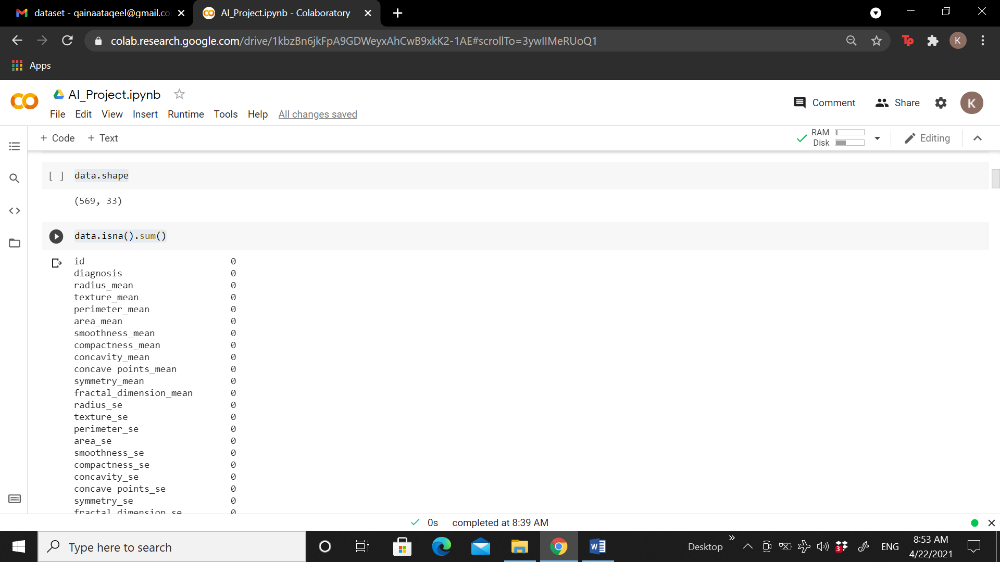 dataset - qainaataqeel@gmail.co
AI_Project.ipynb - Colaboratory
colab.research.google.com/drive/1kbzBn6jkFpA9GDWeyxAhCwB9xkK2-1AE#scrollTo=3ywIIMeRUoQ1
Tp
K
Apps
AI_Project.ipynb
Comment
Share
K
File Edit View Insert Runtime Tools Help All changes saved
+ Code + Text
RAM
Disk
Editing
[ ] data.shape
(569, 33)
data.isna().sum()
id 0
diagnosis 0
radius_mean 0
texture_mean 0
perimeter_mean 0
area_mean 0
smoothness_mean 0
compactness_mean 0
concavity_mean 0
concave points_mean 0
symmetry_mean 0
fractal_dimension_mean 0
radius_se 0
texture_se 0
perimeter_se 0
area_se 0
smoothness_se 0
compactness_se 0
concavity_se 0
concave points_se 0
symmetry_se 0
fractal_dimension_se 0
0s completed at 8:39 AM
Type here to search
W
Desktop
3
ENG
8:53 AM
4/22/2021